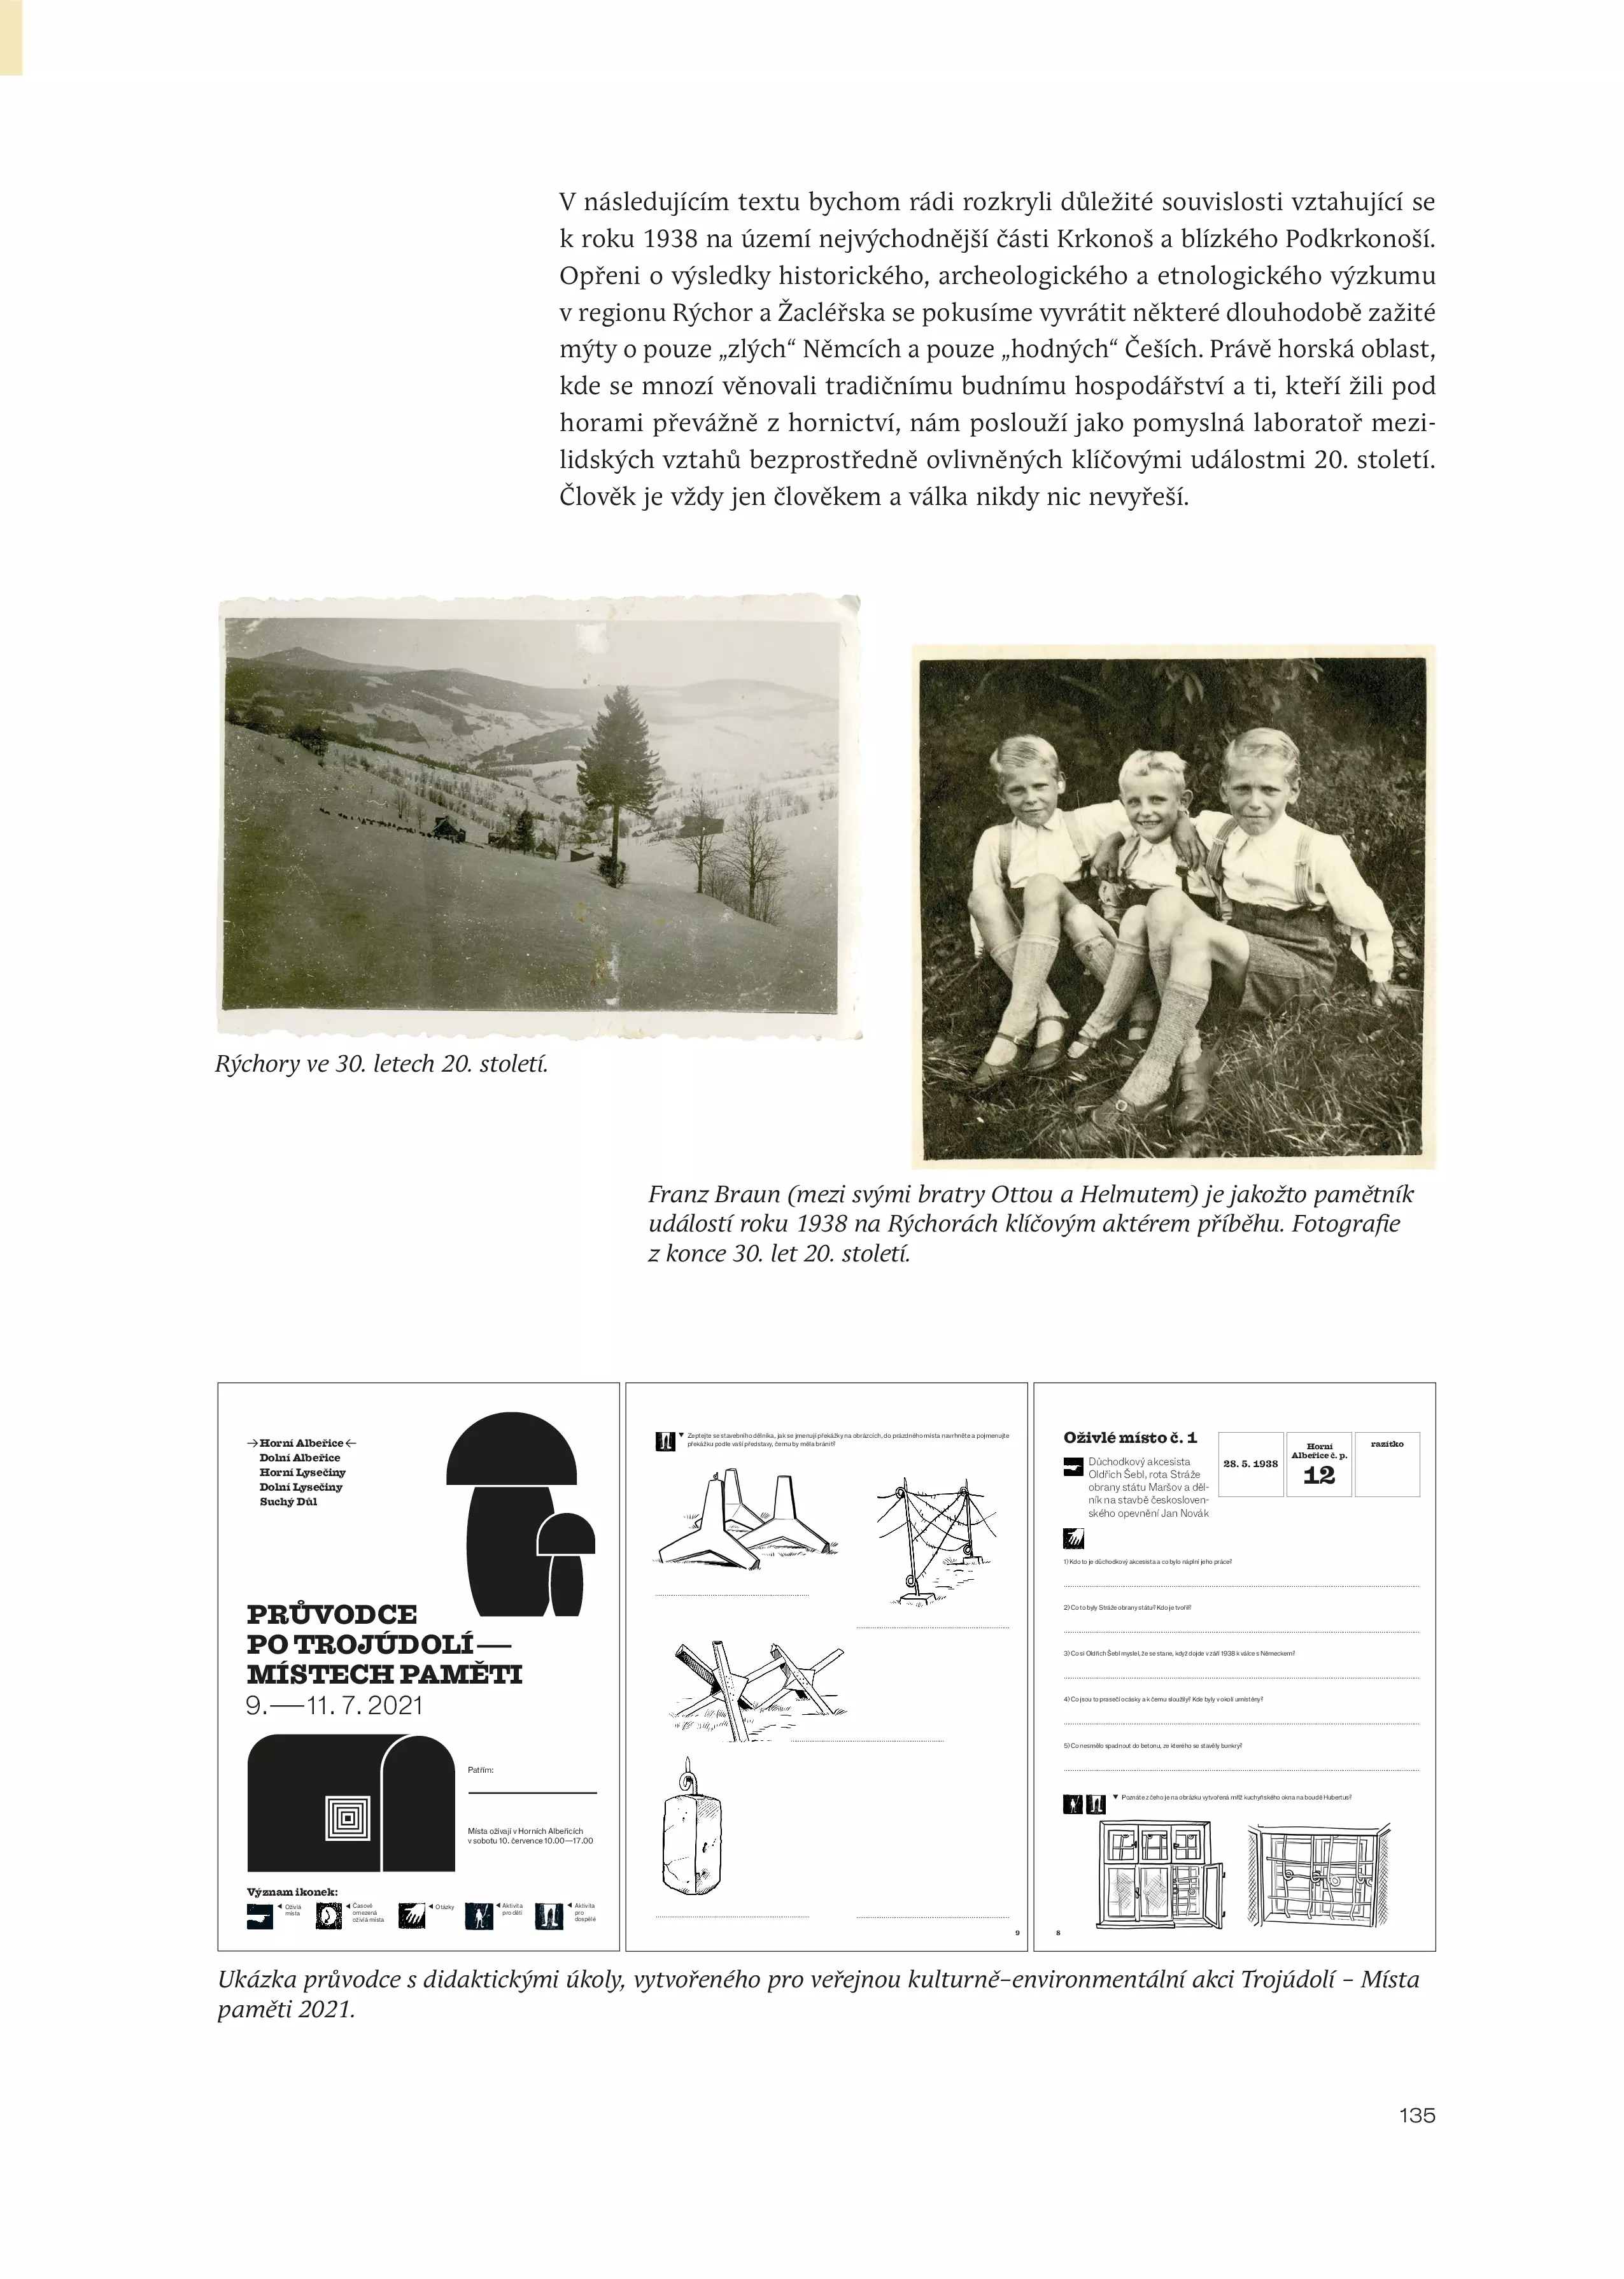 V následujícím textu bychom rádi rozkryli důležité souvislosti vztahující se
k roku 1938 na území nejvýchodnější části Krkonoš a blízkého Podkrkonoší.
Opřeni o výsledky historického, archeologického a etnologického výzkumu
v regionu Rýchor a Žacléřska se pokusíme vyvrátit některé dlouhodobě zažité
mýty o pouze „zlých“ Němcích a pouze „hodných“ Češích. Právě horská oblast,
kde se mnozí věnovali tradičnímu budnímu hospodářství a ti, kteří žili pod
horami převážně z hornictví, nám poslouží jako pomyslná laboratoř mezi-
lidských vztahů bezprostředně ovlivněných klíčovými událostmi 20. století.
Člověk je vždy jen člověkem a válka nikdy nic nevyřeší.
Rýchory ve 30. letech 20. století.
Franz Braun (mezi svými bratry Ottou a Helmutem) je jakožto pamětník
událostí roku 1938 na Rýchorách klíčovým aktérem příběhu. Fotografie
z konce 30. let 20. století.
→Horní Albeřice←
Dolní Albeřice
Horní Lysečiny
Dolní Lysečiny
Suchý Důl
PRŮVODCE
PO TROJÚDOLÍ—
MÍSTECH PAMĚTI
9.—11. 7. 2021
Patřím:
Místa ožívají v Horních Albeřicích
v sobotu 10. července 10.00—17.00
Význam ikonek:
◄ Oživlá
místa
◄ Časově
omezená
oživlá místa
◄ Otázky
◄ Aktivita
pro děti
◄ Aktivita
pro
dospělé
▼ Zeptejte se stavebního dělníka, jak se jmenují překážky na obrázcích, do prázdného místa navrhněte a pojmenujte
překážku podle vaší představy, čemu by měla bránit?
9
Oživlé místo č. 1
Důchodkový akcesista
Oldřich Šebl, rota Stráže
obrany státu Maršov a děl-
ník na stavbě českosloven-
ského opevnění Jan Novák
28. 5. 1938
Horní
Albeřice č. p.
12
razítko
1) Kdo to je důchodkový akcesista a co bylo náplní jeho práce?
2) Co to byly Stráže obrany státu? Kdo je tvořil?
3) Co si Oldřich Šebl myslel, že se stane, když dojde v září 1938 k válce s Německem?
4) Co jsou to prasečí ocásky a k čemu sloužily? Kde byly v okolí umístěny?
5) Co nesmělo spadnout do betonu, ze kterého se stavěly bunkry?
▼ Poznáte z čeho je na obrázku vytvořená mříž kuchyňského okna na boudě Hubertus?
8
Ukázka průvodce s didaktickými úkoly, vytvořeného pro veřejnou kulturně–environmentální akci Trojúdolí – Místa
paměti 2021.
135